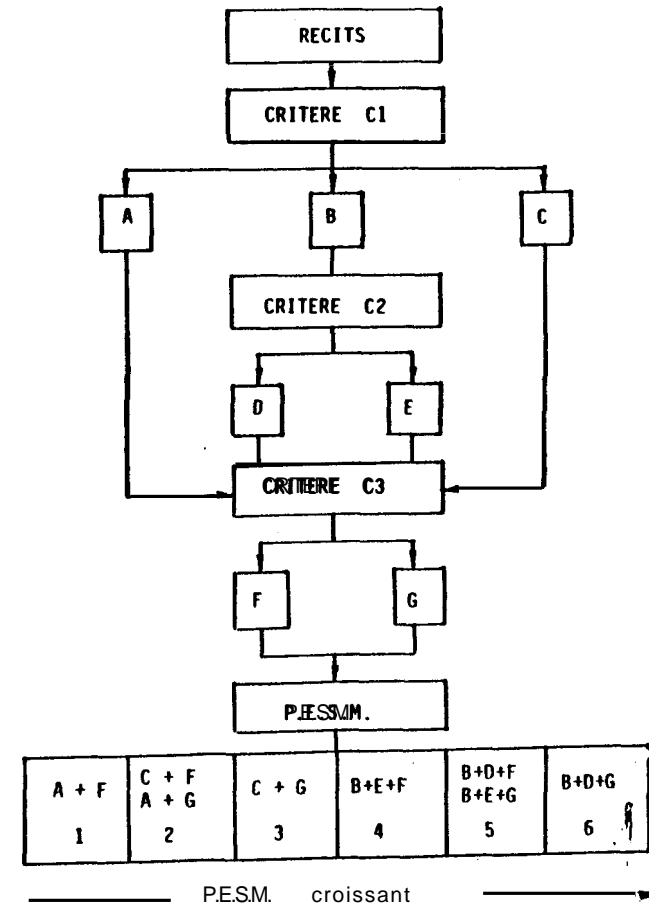 RECITS
CRITERE C1
A B C
CRITERE C2
D E
CRITERE C3
F G
P.E.S.M.
A + F
1
C + F
A + G
2
C + G
3
B+E+F
4
B+D+F
B+E+G
5
B+D+G
6
P.E.S.M. croissant